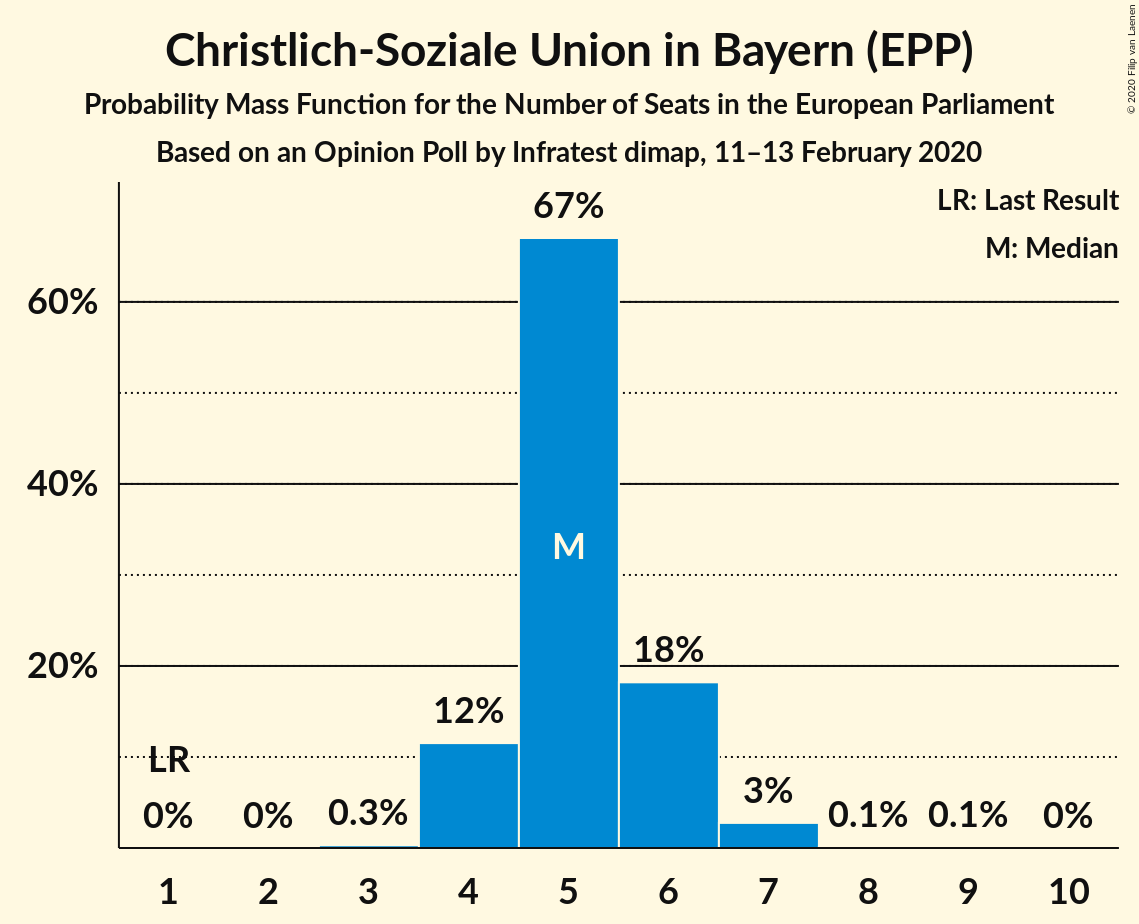 Christlich-Soziale Union in Bayern (EPP)
Probability Mass Function for the Number of Seats in the European Parliament
Based on an Opinion Poll by Infratest dimap, 11–13 February 2020
© 2020 Filip van Laenen
LR: Last Result
M: Median
67%
60%
40%
M
20%
18%
12%
LR
3%
0%
0%
0.3%
0.1%
0.1%
0%
1 2 3 4 5 6 7 8 9 10